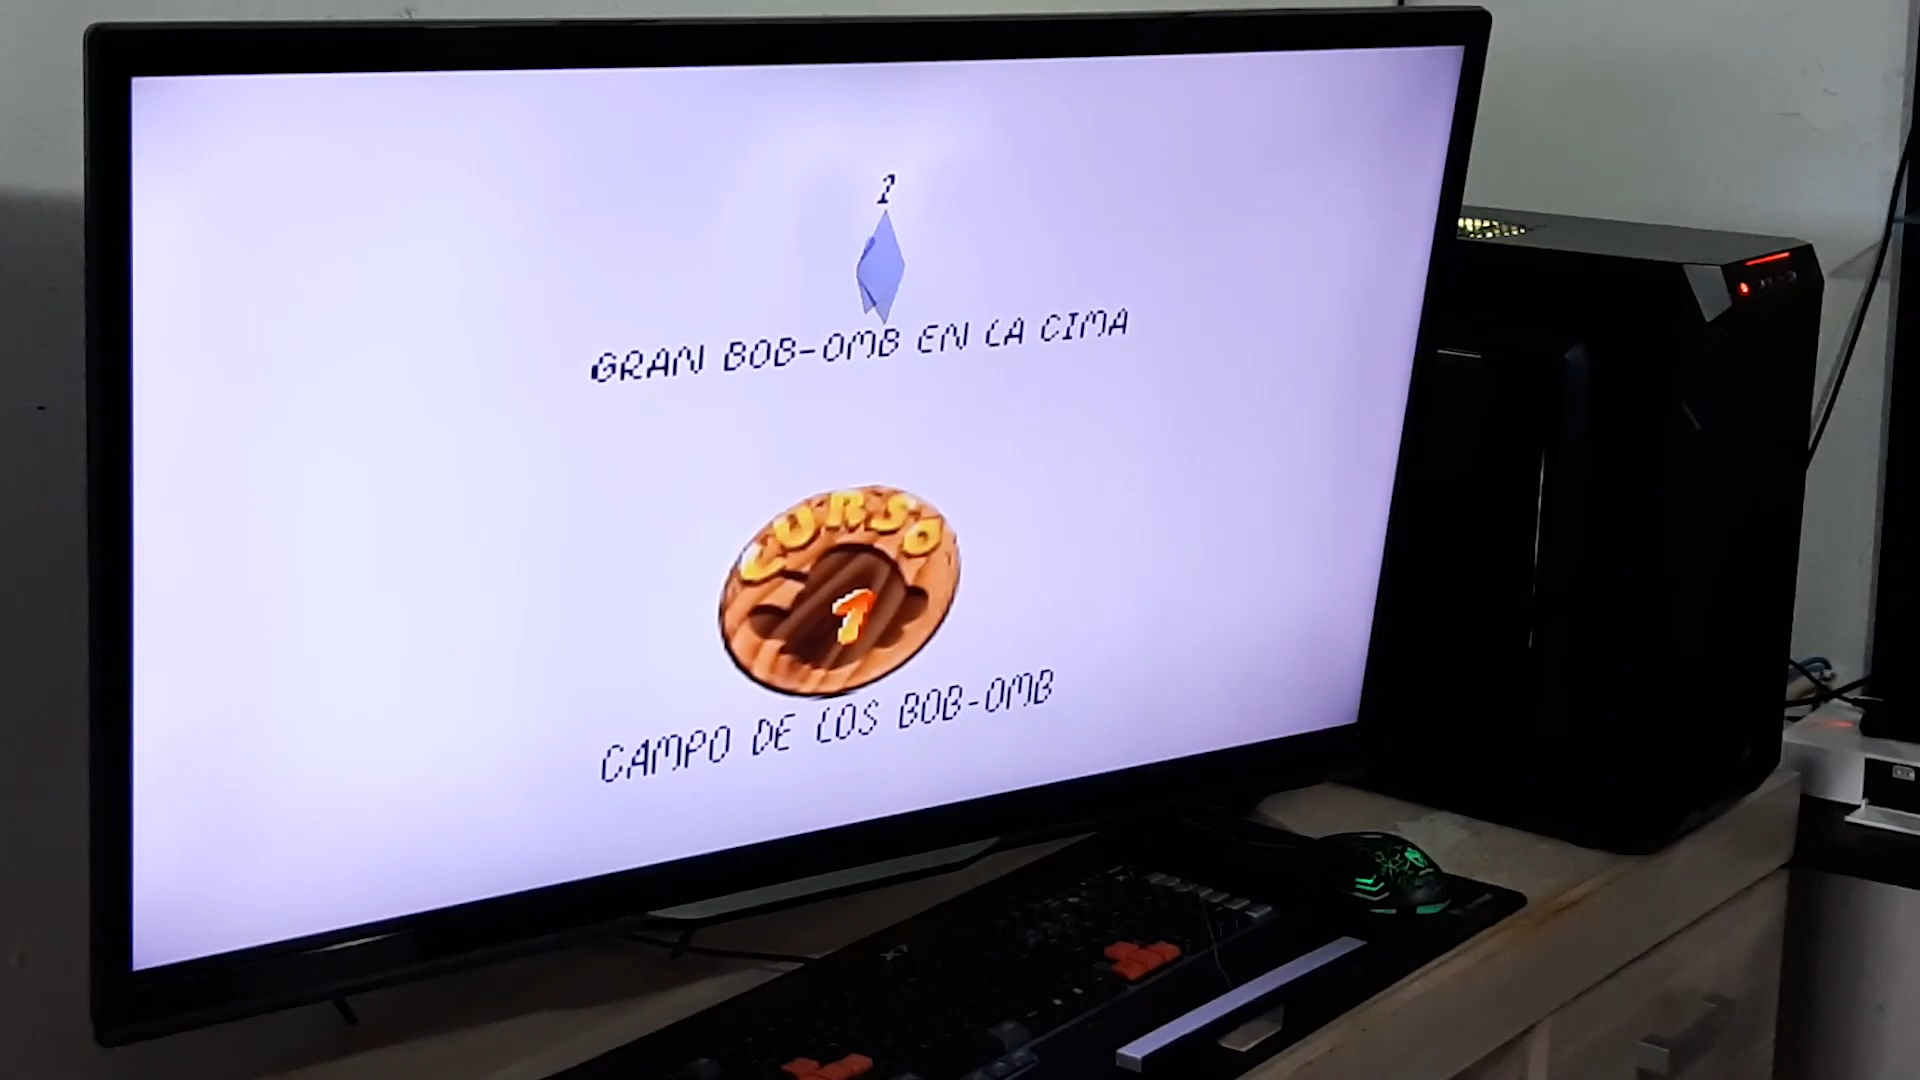 1
GRAN BOB-OMB EN LA CIMA
CURSO
1
CAMPO DE LOS BOB-OMB